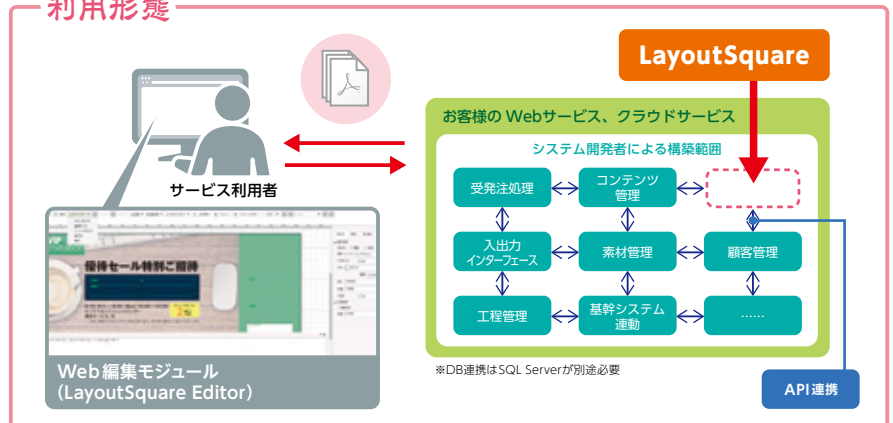 利用形態
LayoutSquare
お客様の Webサービス、クラウドサービス
システム開発者による構築範囲
受発注処理
コンテンツ
管理
入出力
インターフェース
素材管理
顧客管理
工程管理
基幹システム
連動
……
※DB連携はSQL Serverが別途必要
API連携
サービス利用者
優待セール特別ご招待
Web編集モジュール
(LayoutSquare Editor)